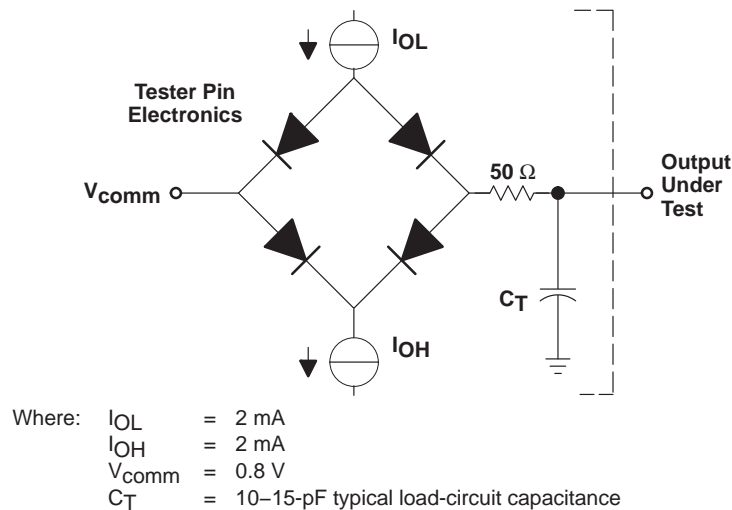 IOL
Tester Pin
Electronics
50 Ω
Output
Under
Test
Vcomm
CT
IOH
Where: IOL = 2 mA
IOH = 2 mA
Vcomm = 0.8 V
CT = 10–15-pF typical load-circuit capacitance